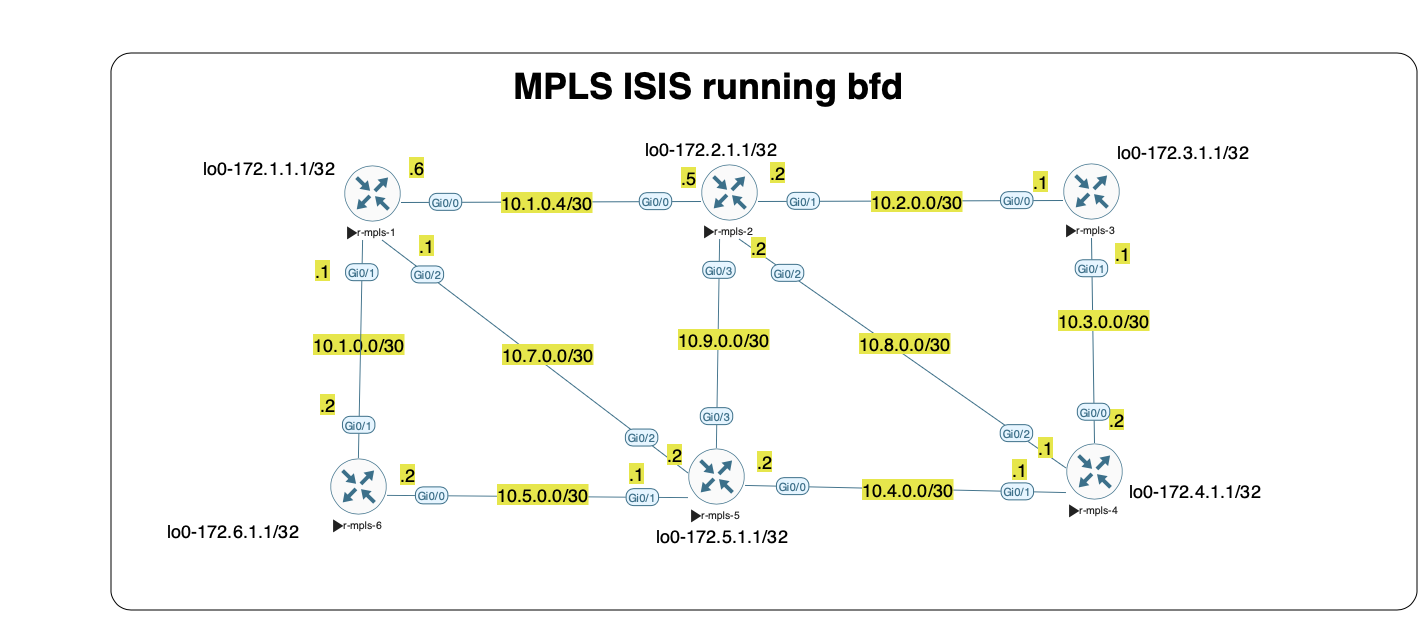 MPLS ISIS running bfd
lo0-172.1.1.1/32
lo0-172.2.1.1/32
lo0-172.3.1.1/32
.6
.5
.2
.1
Gi0/0
10.1.0.4/30
Gi0/0
Gi0/1
10.2.0.0/30
Gi0/0
r-mpls-1
r-mpls-2
r-mpls-3
.1
.2
.1
.1
Gi0/1
Gi0/2
Gi0/3
Gi0/2
Gi0/1
10.3.0.0/30
10.1.0.0/30
10.7.0.0/30
10.9.0.0/30
10.8.0.0/30
.2
Gi0/1
Gi0/3
Gi0/0
.2
Gi0/2
Gi0/2
.2
.1
.2
.1
.2
.1
Gi0/0
10.5.0.0/30
Gi0/1
Gi0/0
10.4.0.0/30
Gi0/1
lo0-172.4.1.1/32
r-mpls-6
r-mpls-5
r-mpls-4
lo0-172.6.1.1/32
lo0-172.5.1.1/32